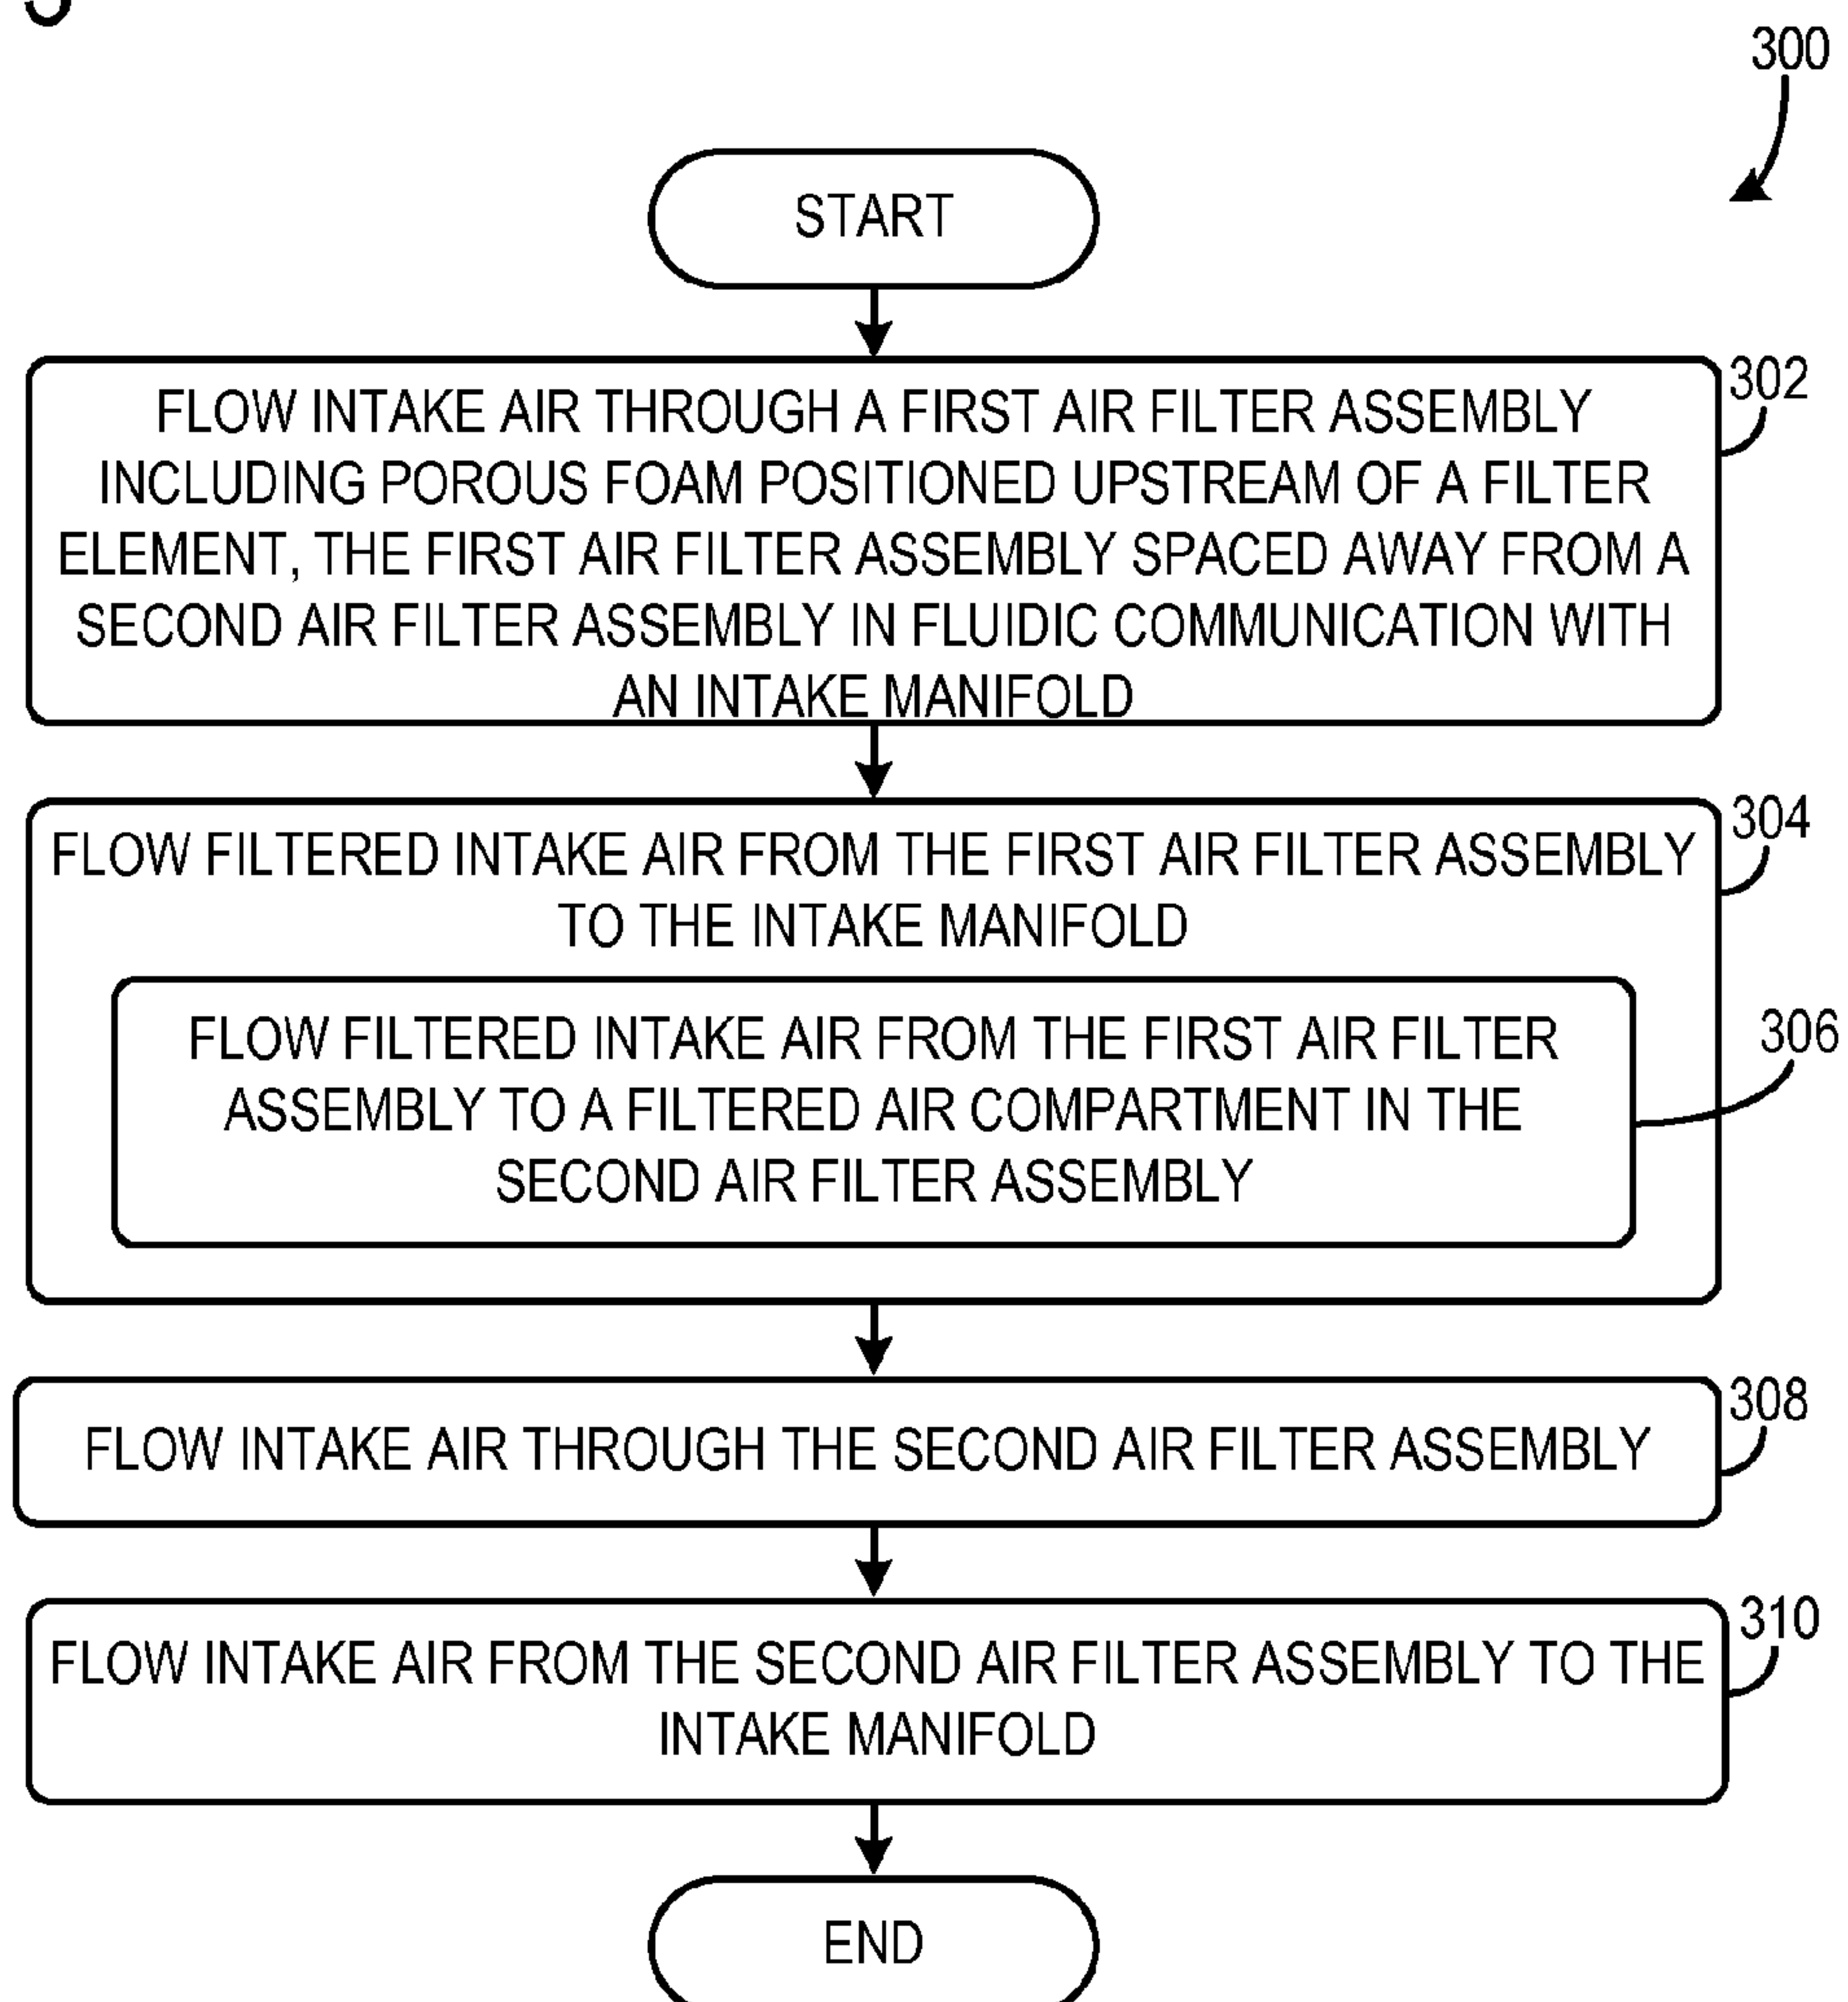 300
START
302
FLOW INTAKE AIR THROUGH A FIRST AIR FILTER ASSEMBLY
INCLUDING POROUS FOAM POSITIONED UPSTREAM OF A FILTER
ELEMENT, THE FIRST AIR FILTER ASSEMBLY SPACED AWAY FROM A
SECOND AIR FILTER ASSEMBLY IN FLUIDIC COMMUNICATION WITH
AN INTAKE MANIFOLD
304
FLOW FILTERED INTAKE AIR FROM THE FIRST AIR FILTER ASSEMBLY
TO THE INTAKE MANIFOLD
306
FLOW FILTERED INTAKE AIR FROM THE FIRST AIR FILTER
ASSEMBLY TO A FILTERED AIR COMPARTMENT IN THE
SECOND AIR FILTER ASSEMBLY
308
FLOW INTAKE AIR THROUGH THE SECOND AIR FILTER ASSEMBLY
310
FLOW INTAKE AIR FROM THE SECOND AIR FILTER ASSEMBLY TO THE
INTAKE MANIFOLD
END